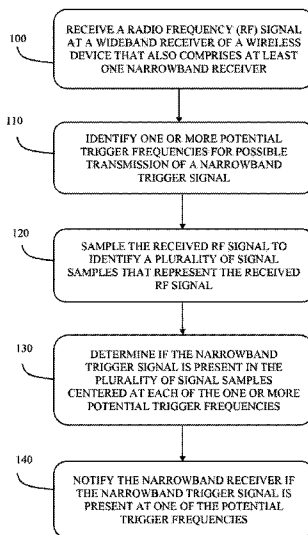 100
RECEIVE A RADIO FREQUENCY (RF) SIGNAL
AT A WIDEBAND RECEIVER OF A WIRELESS
DEVICE THAT ALSO COMPRISES AT LEAST
ONE NARROWBAND RECEIVER
110
IDENTIFY ONE OR MORE POTENTIAL
TRIGGER FREQUENCIES FOR POSSIBLE
TRANSMISSION OF A NARROWBAND
TRIGGER SIGNAL
120
SAMPLE THE RECEIVED RF SIGNAL TO
IDENTIFY A PLURALITY OF SIGNAL
SAMPLES THAT REPRESENT THE RECEIVED
RF SIGNAL
130
DETERMINE IF THE NARROWBAND
TRIGGER SIGNAL IS PRESENT IN THE
PLURALITY OF SIGNAL SAMPLES
CENTERED AT EACH OF THE ONE OR MORE
POTENTIAL TRIGGER FREQUENCIES
140
NOTIFY THE NARROWBAND RECEIVER IF
THE NARROWBAND TRIGGER SIGNAL IS
PRESENT AT ONE OF THE POTENTIAL
TRIGGER FREQUENCIES